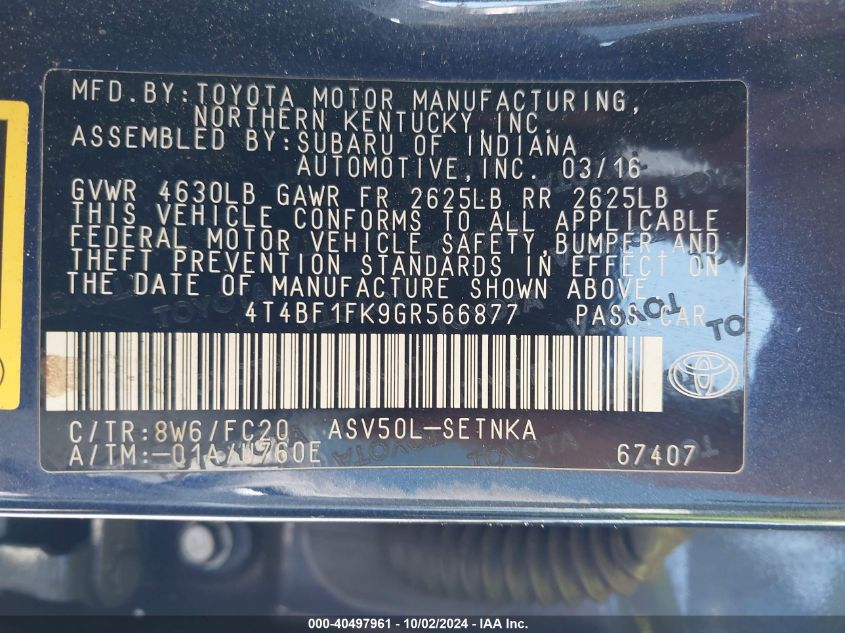 MFD.BY:TOYOTA MOTOR MANUFACTURING,
NORTHERN KENTUCKY,INC.
ASSEMBLED BY:SUBARU OF INDIANA
AUTOMOTIVE,INC. 03/16
GVWR 4630LB GAWR FR 2625LB RR 2625LB
THIS VEHICLE CONFORMS TO ALL APPLICABLE
FEDERAL MOTOR VEHICLE SAFETY,BUMPER AND
THEFT PREVENTION STANDARDS IN EFFECT ON
THE DATE OF MANUFACTURE SHOWN ABOVE.
4T4BF1FK9GR566877 PASS.CAR
C/TR:8W6/FC20 ASV50L-SETNKA
A/TM:-01A/U760E 67407
TOYOTA
000-40497961 - 10/02/2024 - IAA Inc.